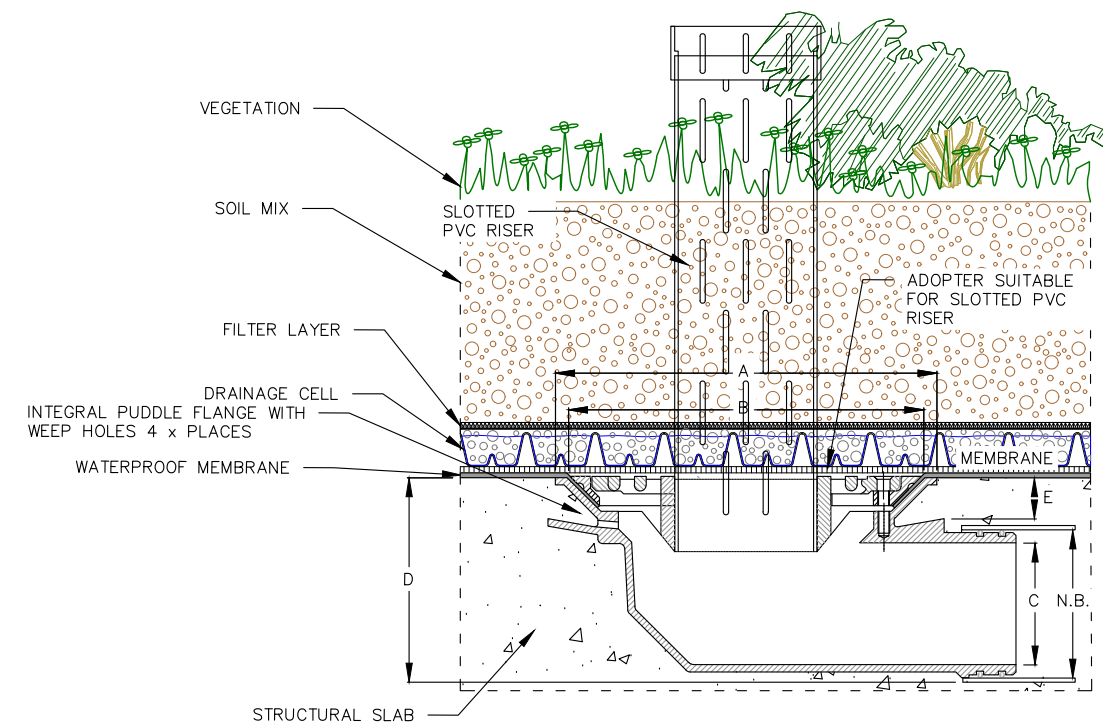 VEGETATION
SOIL MIX
SLOTTED
PVC RISER
ADOPTER SUITABLE
FOR SLOTTED PVC
RISER
FILTER LAYER
A
DRAINAGE CELL
B
INTEGRAL PUDDLE FLANGE WITH
WEEP HOLES 4 x PLACES
MEMBRANE
WATERPROOF MEMBRANE
E
D
C
N.B.
STRUCTURAL SLAB